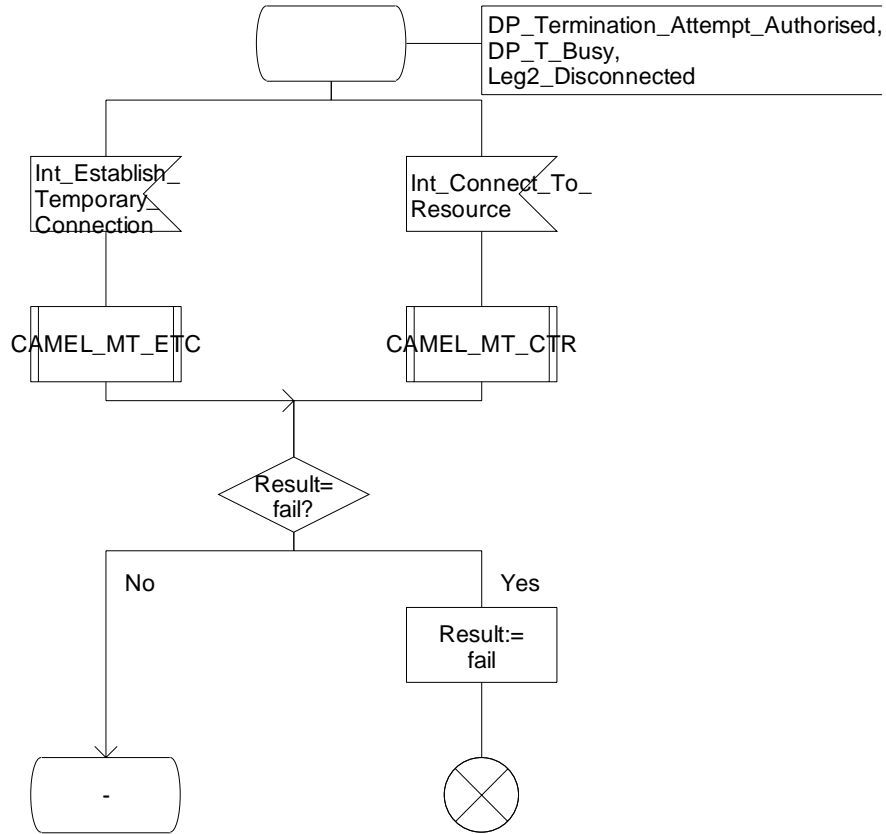 DP_Termination_Attempt_Authorised,
DP_T_Busy,
Leg2_Disconnected
Int_Establish_
Temporary_
Connection
Int_Connect_To_
Resource
CAMEL_MT_ETC
CAMEL_MT_CTR
Result=
fail?
No
Yes
Result:=
fail
-